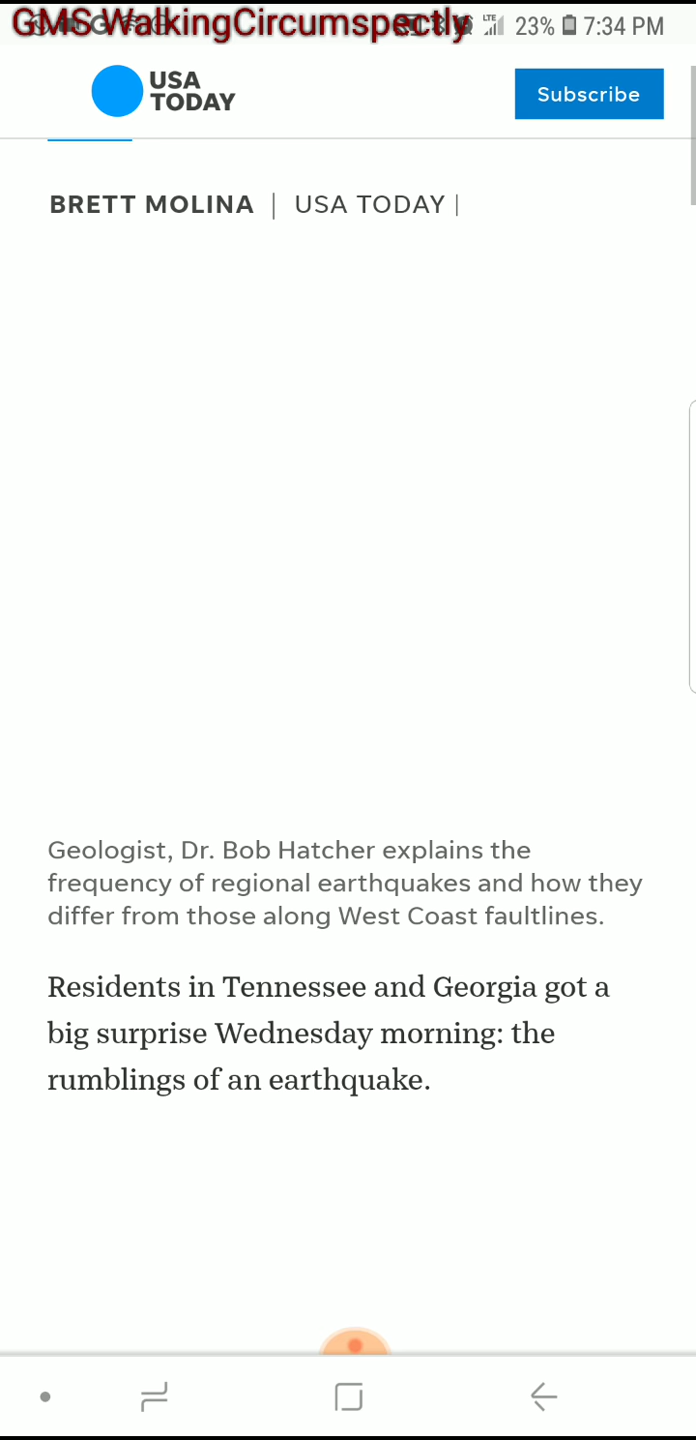 GMS WalkingCircumspectly
LTE 23% 7:34 PM
USA
TODAY
Subscribe
BRETT MOLINA | USA TODAY |
Geologist, Dr. Bob Hatcher explains the
frequency of regional earthquakes and how they
differ from those along West Coast faultlines.
Residents in Tennessee and Georgia got a
big surprise Wednesday morning: the
rumblings of an earthquake.